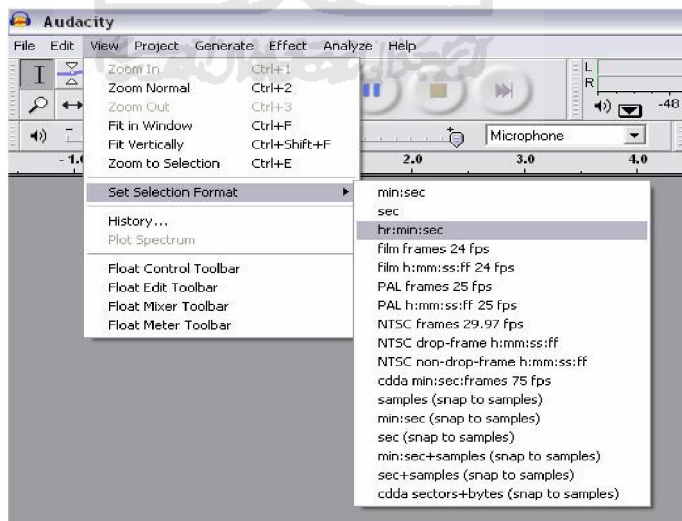 Audacity
File Edit View Project Generate Effect Analyze Help
Zoom In Ctrl+1
Zoom Normal Ctrl+2
Zoom Out Ctrl+3
Fit in Window Ctrl+F
Fit Vertically Ctrl+Shift+F
Zoom to Selection Ctrl+E
Set Selection Format
History...
Plot Spectrum
Float Control Toolbar
Float Edit Toolbar
Float Mixer Toolbar
Float Meter Toolbar
L
R
-48
Microphone
2.0 3.0 4.0
min:sec
sec
hr:min:sec
film frames 24 fps
film h:mm:ss:ff 24 fps
PAL frames 25 fps
PAL h:mm:ss:ff 25 fps
NTSC frames 29.97 fps
NTSC drop-frame h:mm:ss:ff
NTSC non-drop-frame h:mm:ss:ff
cdda min:sec:frames 75 fps
samples (snap to samples)
min:sec (snap to samples)
sec (snap to samples)
min:sec+samples (snap to samples)
sec+samples (snap to samples)
cdda sectors+bytes (snap to samples)